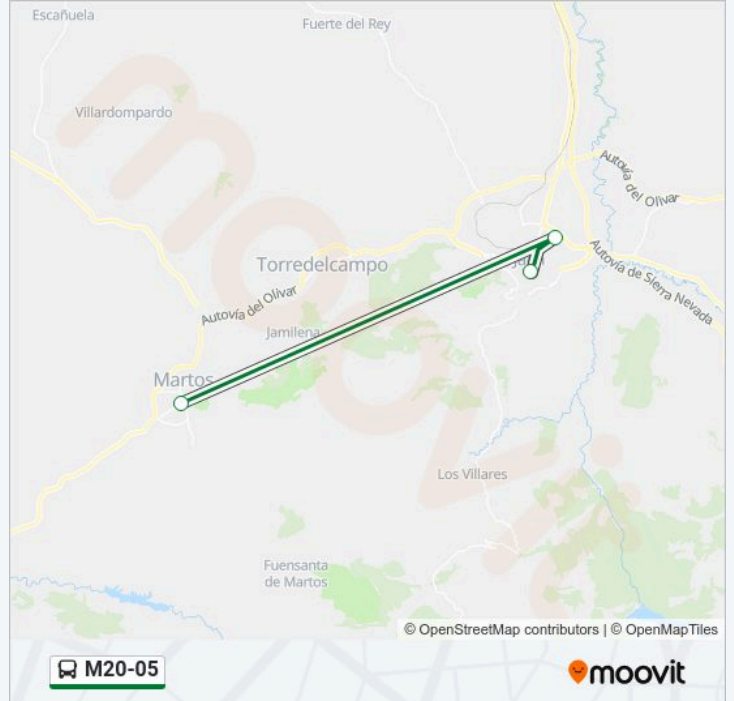 Escañuela
Fuerte del Rey
Villardompardo
Autovía del Olivar
Torredelcampo
Autovía de Sierra Nevada
Autovía del Olivar
Jamilena
Martos
Los Villares
Fuensanta
de Martos
moovit
© OpenStreetMap contributors | © OpenMapTiles
M20-05
moovit